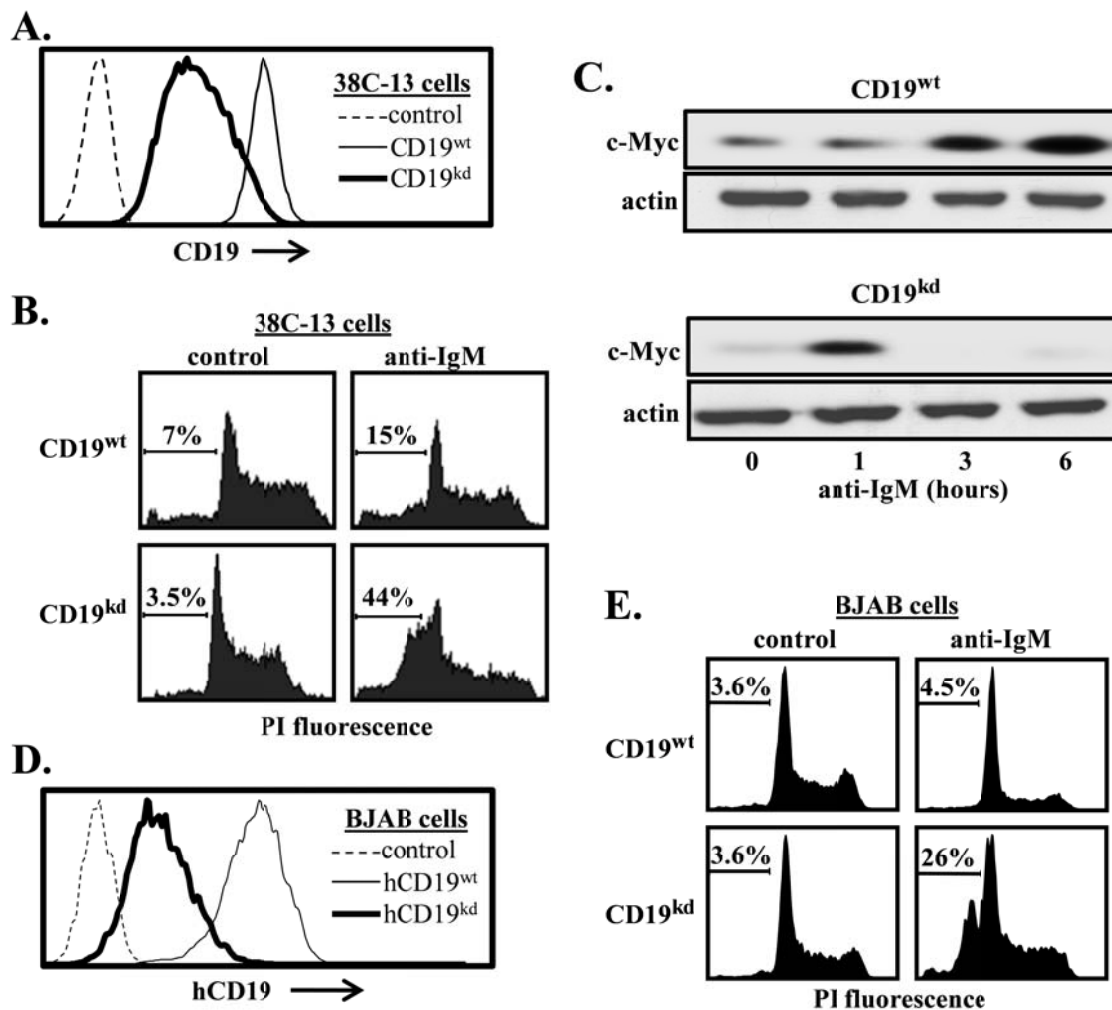 A.
38C-13 cells
control
CD19wt
CD19kd
CD19
B.
38C-13 cells
control anti-IgM
CD19wt
7%
15%
CD19kd
3.5%
44%
PI fluorescence
C.
CD19wt
c-Myc
actin
CD19kd
c-Myc
actin
0 1 3 6
anti-IgM (hours)
D.
BJAB cells
control
hCD19wt
hCD19kd
hCD19
E.
BJAB cells
control anti-IgM
CD19wt
3.6%
4.5%
CD19kd
3.6%
26%
PI fluorescence